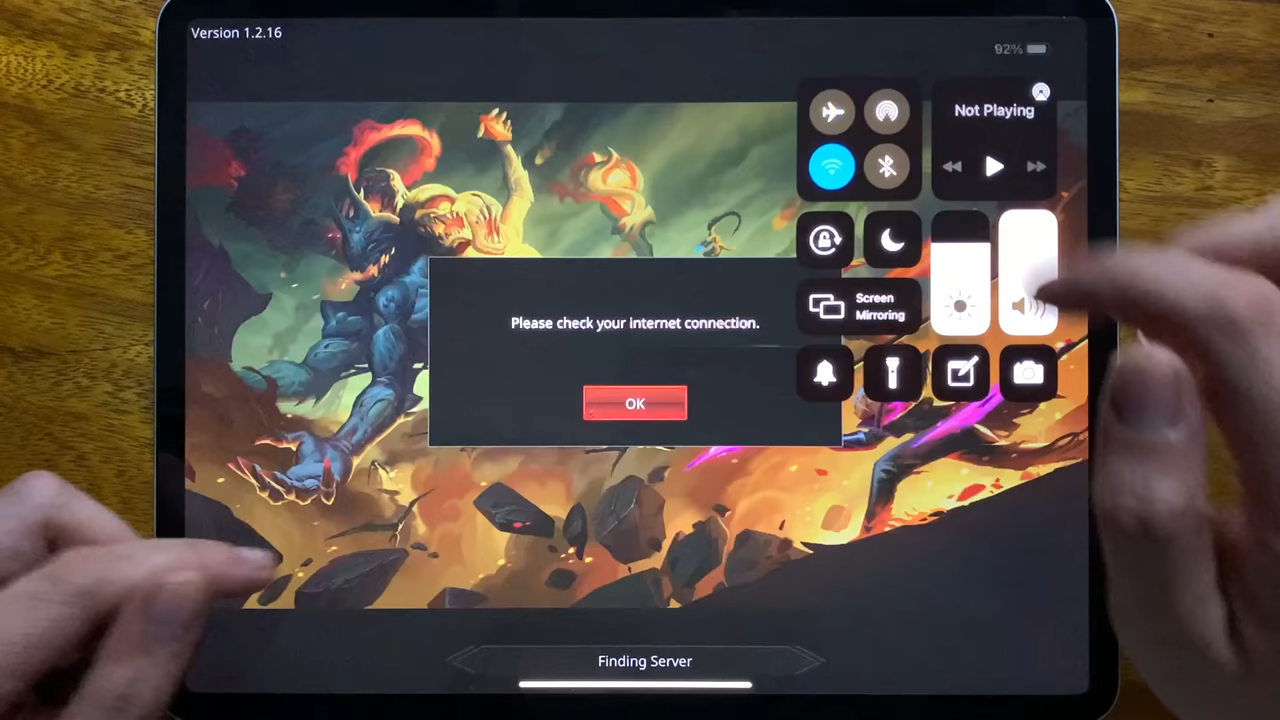 Version 1.2.16
92%
Not Playing
Screen
Mirroring
Please check your internet connection.
OK
Finding Server